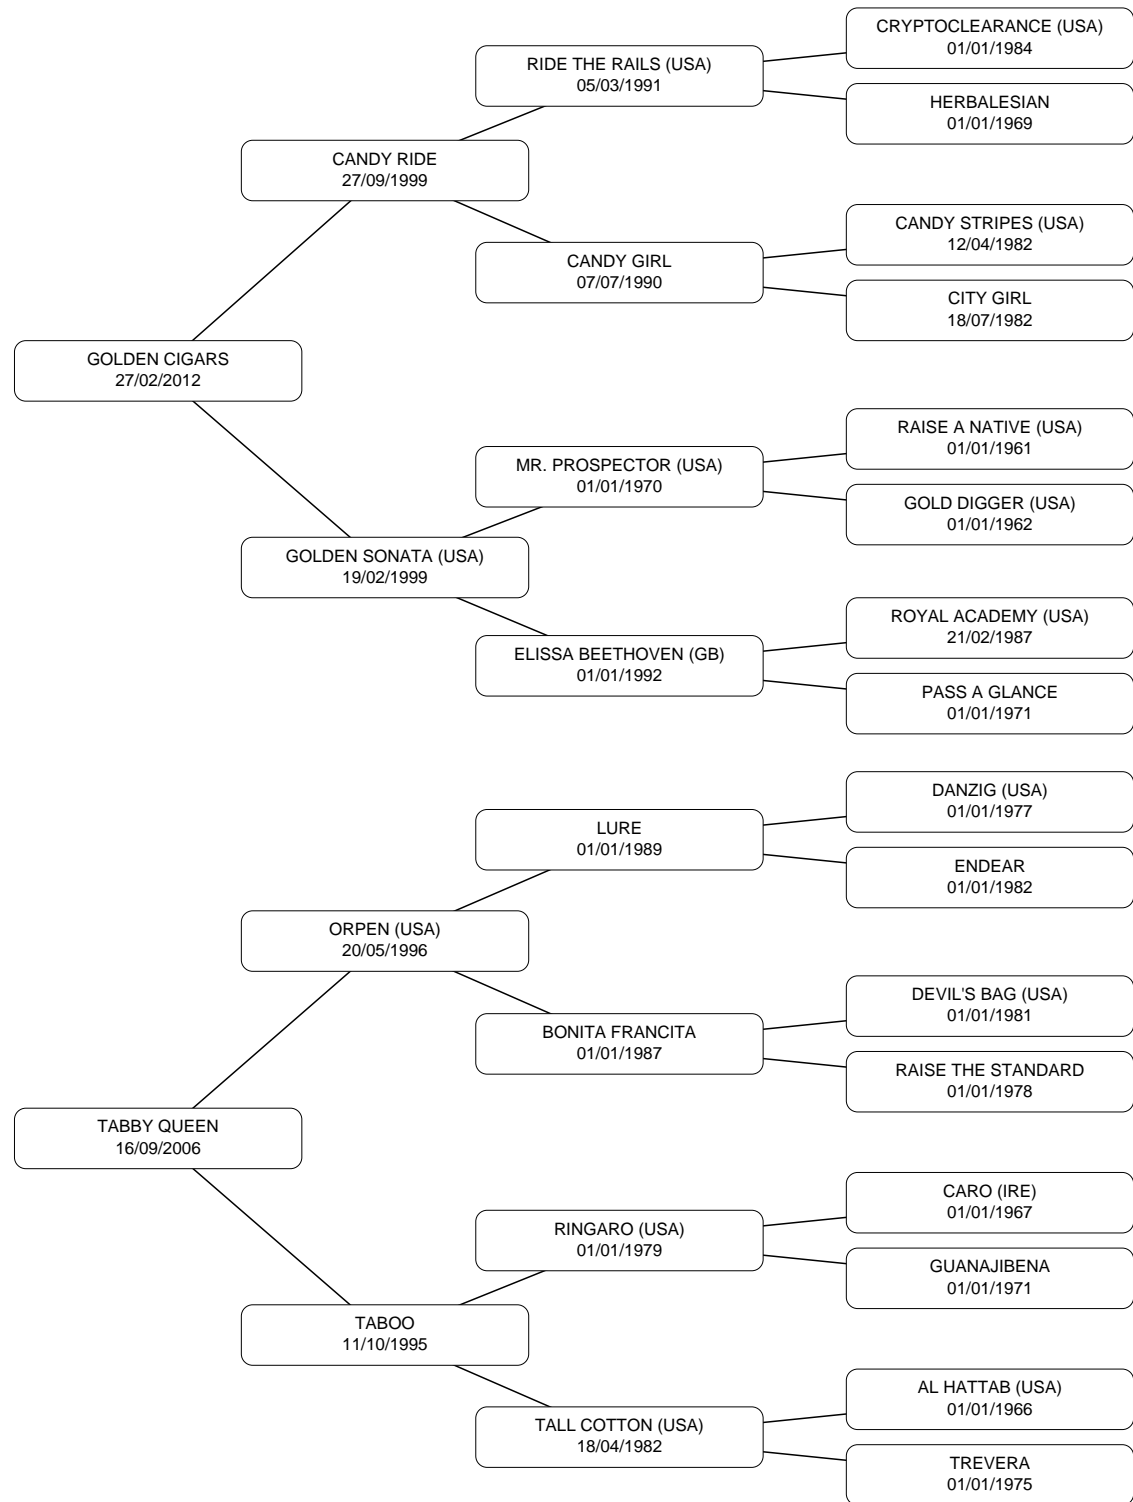 CRYPTOCLEARANCE (USA)
01/01/1984
RIDE THE RAILS (USA)
05/03/1991
HERBALESIAN
01/01/1969
CANDY RIDE
27/09/1999
CANDY STRIPES (USA)
12/04/1982
CANDY GIRL
07/07/1990
CITY GIRL
18/07/1982
GOLDEN CIGARS
27/02/2012
RAISE A NATIVE (USA)
01/01/1961
MR. PROSPECTOR (USA)
01/01/1970
GOLD DIGGER (USA)
01/01/1962
GOLDEN SONATA (USA)
19/02/1999
ROYAL ACADEMY (USA)
21/02/1987
ELISSA BEETHOVEN (GB)
01/01/1992
PASS A GLANCE
01/01/1971
DANZIG (USA)
01/01/1977
LURE
01/01/1989
ENDEAR
01/01/1982
ORPEN (USA)
20/05/1996
DEVIL'S BAG (USA)
01/01/1981
BONITA FRANCITA
01/01/1987
RAISE THE STANDARD
01/01/1978
TABBY QUEEN
16/09/2006
CARO (IRE)
01/01/1967
RINGARO (USA)
01/01/1979
GUANAJIBENA
01/01/1971
TABOO
11/10/1995
AL HATTAB (USA)
01/01/1966
TALL COTTON (USA)
18/04/1982
TREVERA
01/01/1975